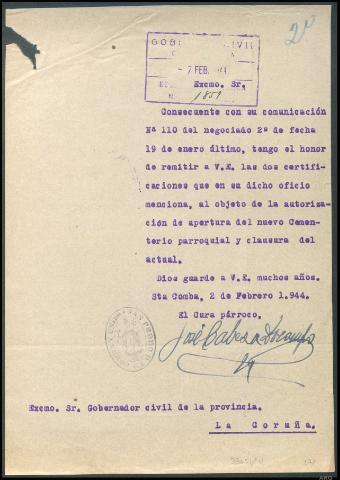 2º
GOB CIVIL
- 7 FEB.
Excmo. Sr.
1851
Consecuente con su comunicación
Nº 110 del negociado 2º de fecha
19 de enero último, tengo el honor
de remitir a V.E. las dos certifi-
caciones que en su dicho oficio
menciona, al objeto de la autoriza-
ción de apertura del nuevo Cemen-
terio parroquial y clausura del
actual.
Dios guarde a V.E. muchos años.
Sta Comba, 2 de Febrero 1.944.
El Cura párroco.
José
Excmo. Sr. Gobernador civil de la provincia.
La Coruña.